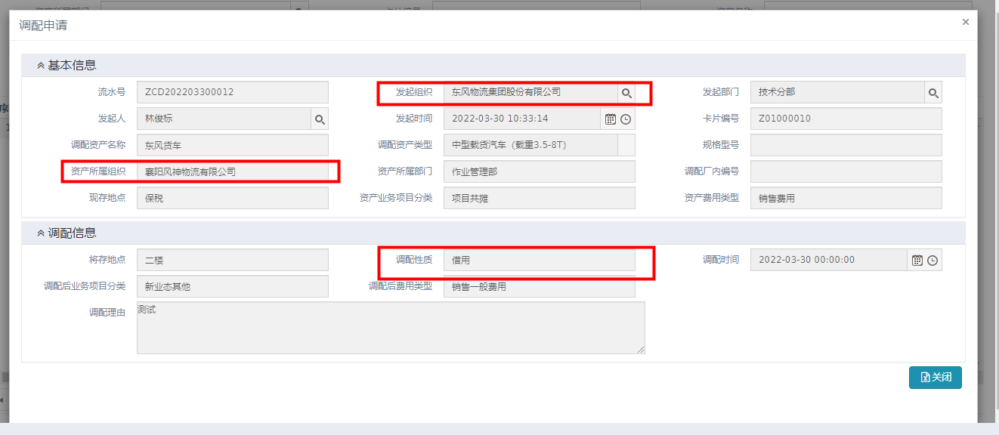 调配申请
×
基本信息
流水号 ZCD202203300012 发起组织 东风物流集团股份有限公司 发起部门 技术分部
发起人 林俊标 发起时间 2022-03-30 10:33:14 卡片编号 Z01000010
调配资产名称 东风货车 调配资产类型 中型载货汽车（载重3.5-8T） 规格型号
资产所属组织 襄阳风神物流有限公司 资产所属部门 作业管理部 调配厂内编号
现存地点 保税 资产业务项目分类 项目共摊 资产费用类型 销售费用
调配信息
将存地点 二楼 调配性质 借用 调配时间 2022-03-30 00:00:00
调配后业务项目分类 新业态其他 调配后费用类型 销售一般费用
调配理由 测试
关闭